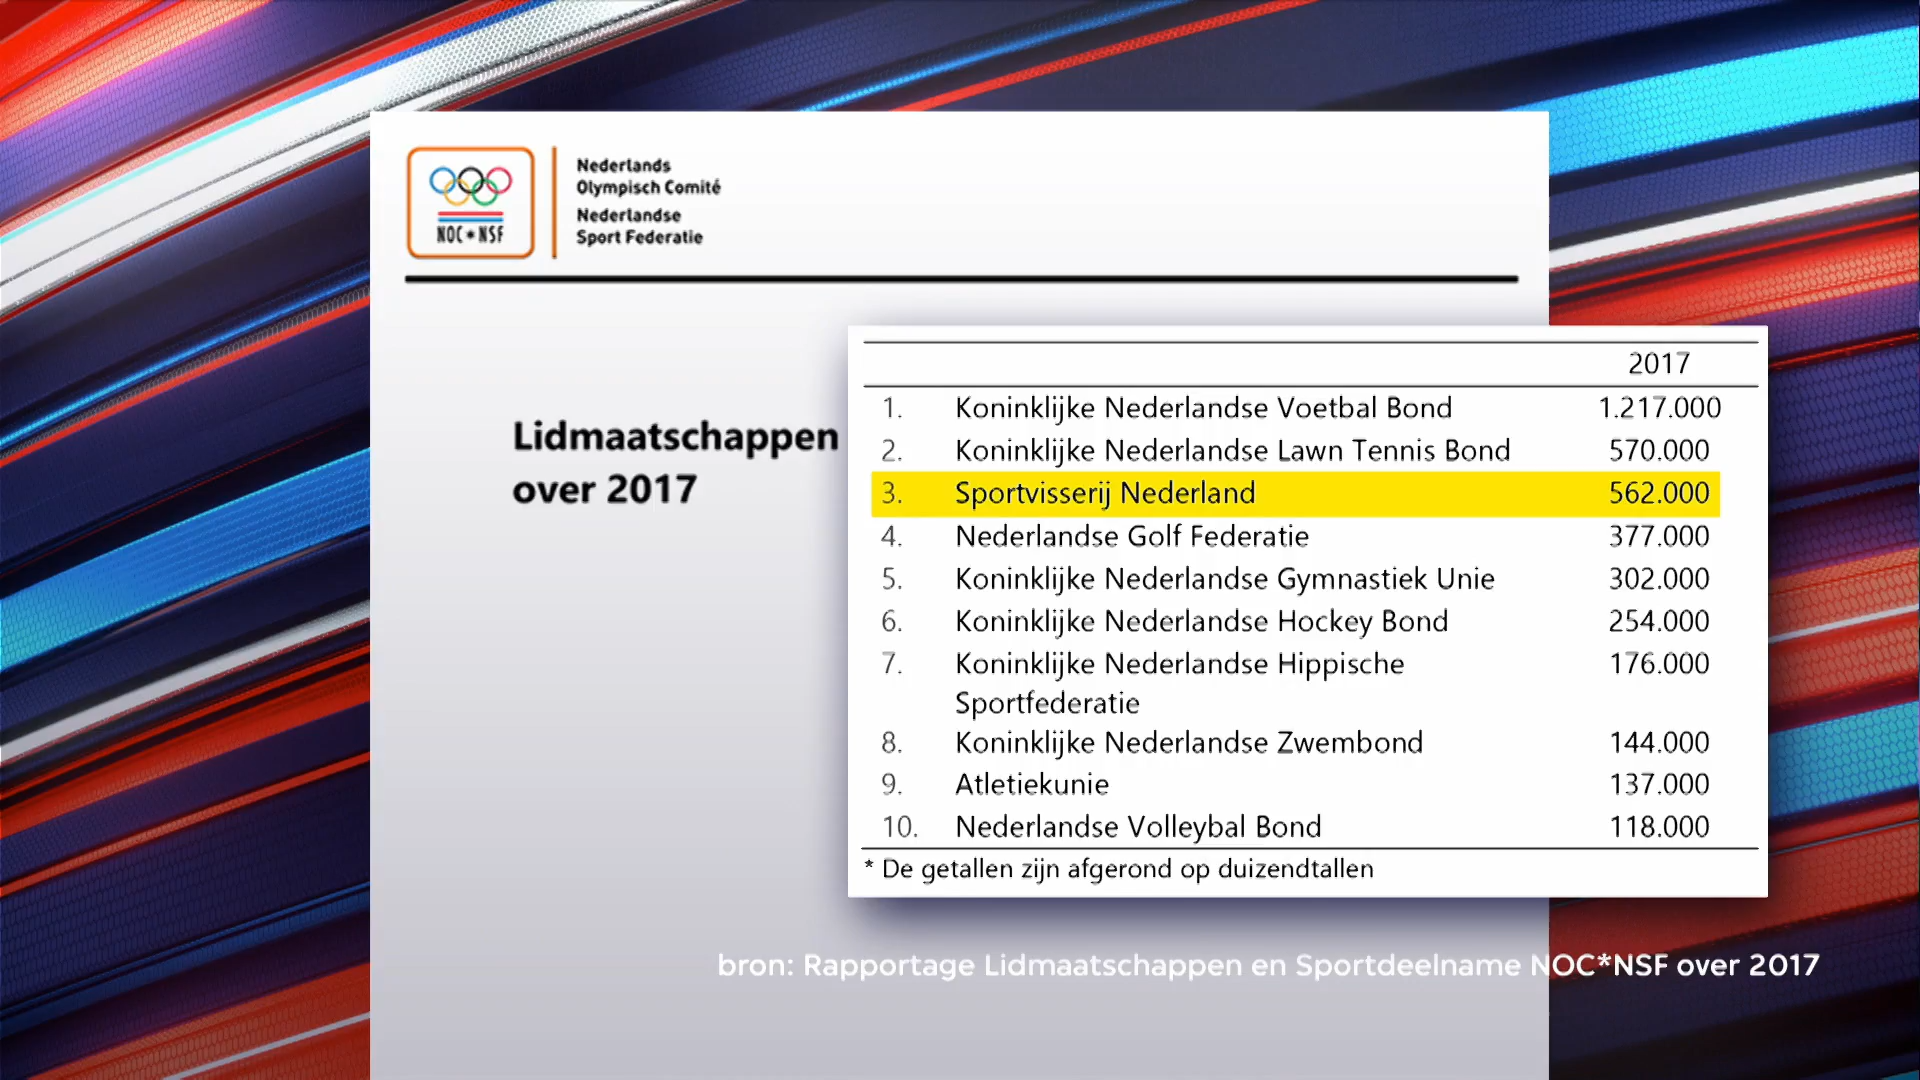 Nederlands
Olympisch Comité
Nederlandse
Sport Federatie
NOC*NSF
Lidmaatschappen
over 2017
2017
1. Koninklijke Nederlandse Voetbal Bond 1.217.000
2. Koninklijke Nederlandse Lawn Tennis Bond 570.000
3. Sportvisserij Nederland 562.000
4. Nederlandse Golf Federatie 377.000
5. Koninklijke Nederlandse Gymnastiek Unie 302.000
6. Koninklijke Nederlandse Hockey Bond 254.000
7. Koninklijke Nederlandse Hippische 176.000
Sportfederatie
8. Koninklijke Nederlandse Zwembond 144.000
9. Atletiekunie 137.000
10. Nederlandse Volleybal Bond 118.000
* De getallen zijn afgerond op duizendtallen
bron: Rapportage Lidmaatschappen en Sportdeelname NOC*NSF over 2017